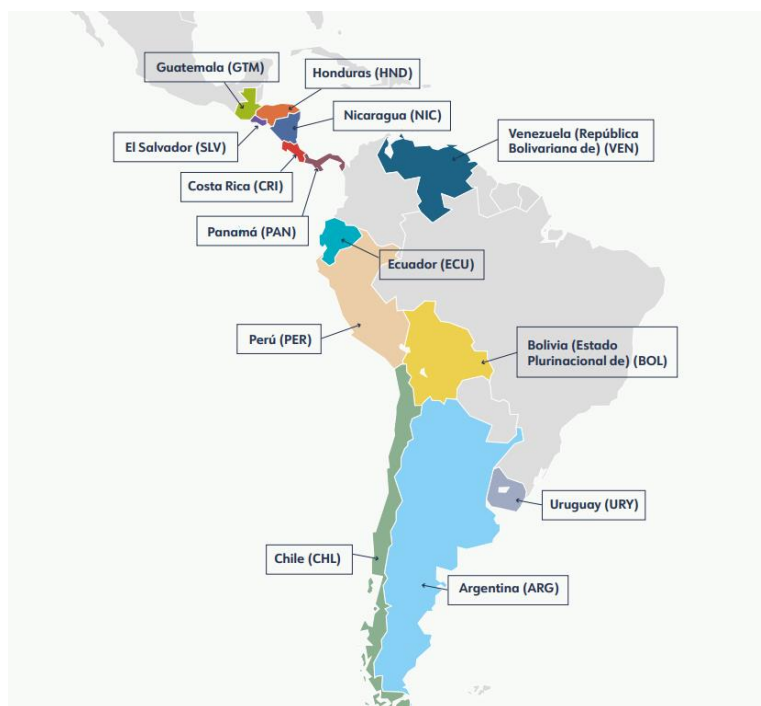 Guatemala (GTM)
Honduras (HND)
Nicaragua (NIC)
El Salvador (SLV)
Venezuela (República
Bolivariana de) (VEN)
Costa Rica (CRI)
Panamá (PAN)
Ecuador (ECU)
Perú (PER)
Bolivia (Estado
Plurinacional de) (BOL)
Uruguay (URY)
Chile (CHL)
Argentina (ARG)